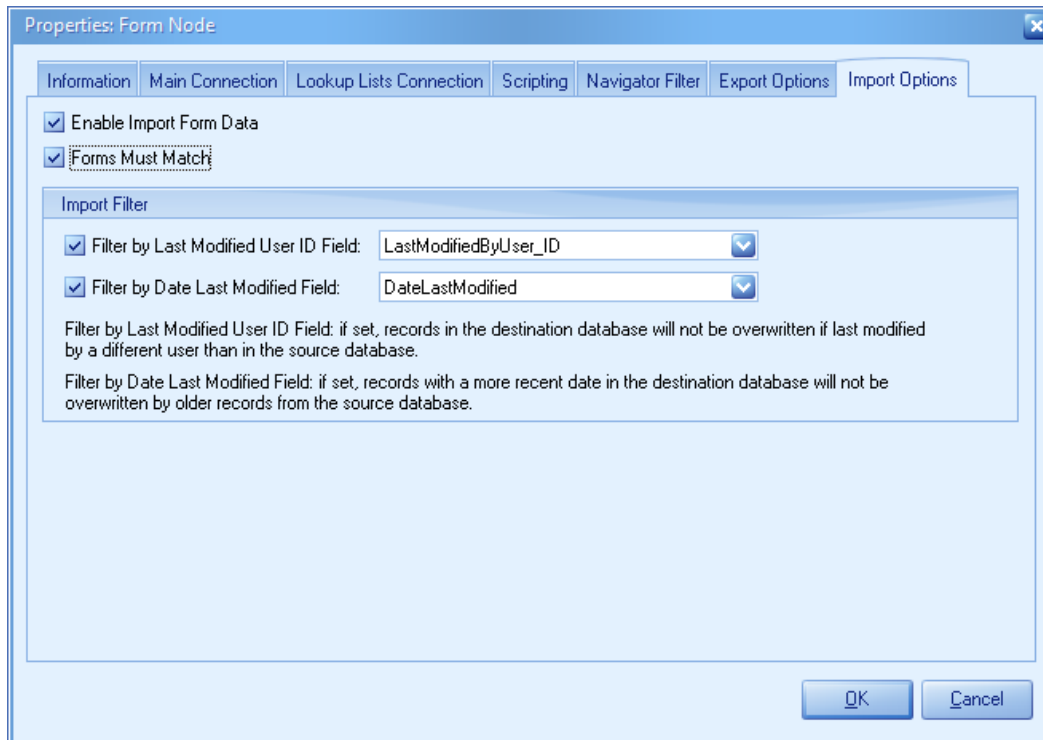 Properties: Form Node
Information Main Connection Lookup Lists Connection Scripting Navigator Filter Export Options Import Options
Enable Import Form Data
Forms Must Match
Import Filter
Filter by Last Modified User ID Field: LastModifiedByUser_ID
Filter by Date Last Modified Field: DateLastModified
Filter by Last Modified User ID Field: if set, records in the destination database will not be overwritten if last modified
by a different user than in the source database.
Filter by Date Last Modified Field: if set, records with a more recent date in the destination database will not be
overwritten by older records from the source database.
OK Cancel